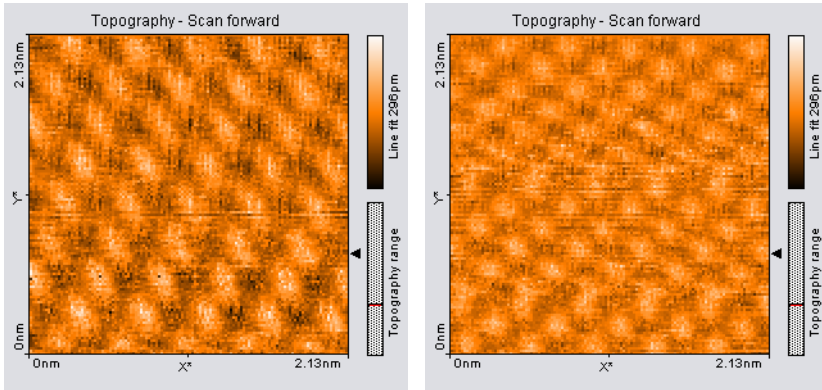 Topography - Scan forward
2.13nm
Y*
0nm
0nm
X*
2.13nm
Line fit 296pm
Topography range
Topography - Scan forward
2.13nm
Y*
0nm
0nm
X*
2.13nm
Line fit 296pm
Topography range